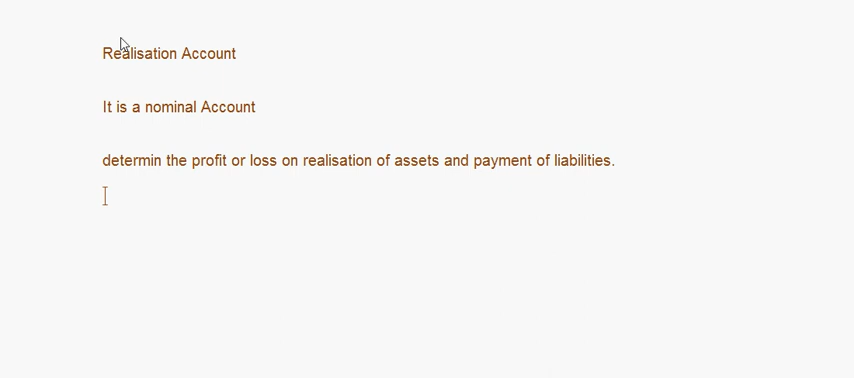 Realisation Account
It is a nominal Account
determin the profit or loss on realisation of assets and payment of liabilities.